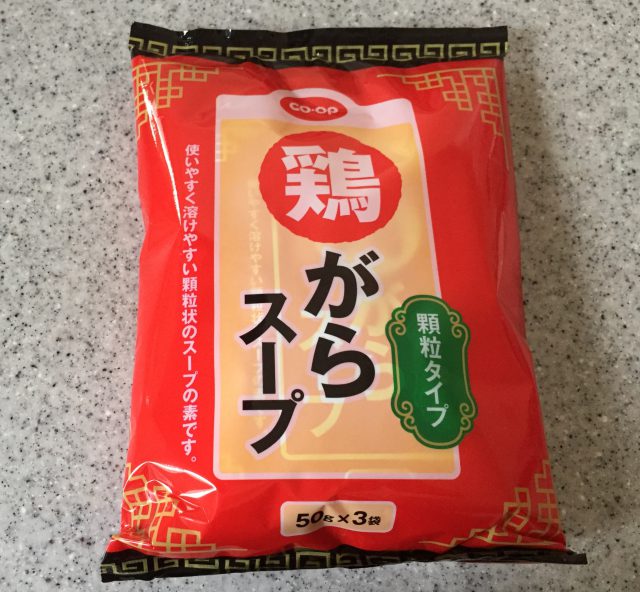 CO・OP
鶏
がら
スープ
顆粒タイプ
使いやすく溶けやすい顆粒状のスープの素です。
50g×3袋